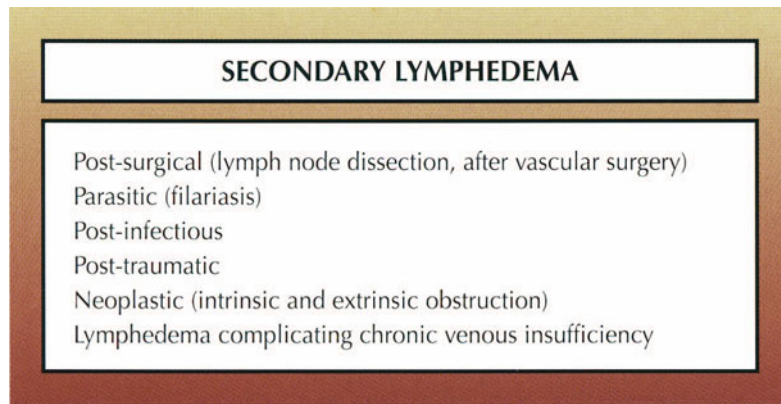 SECONDARY LYMPHEDEMA
Post-surgical (lymph node dissection, after vascular surgery)
Parasitic (filariasis)
Post-infectious
Post-traumatic
Neoplastic (intrinsic and extrinsic obstruction)
Lymphedema complicating chronic venous insufficiency